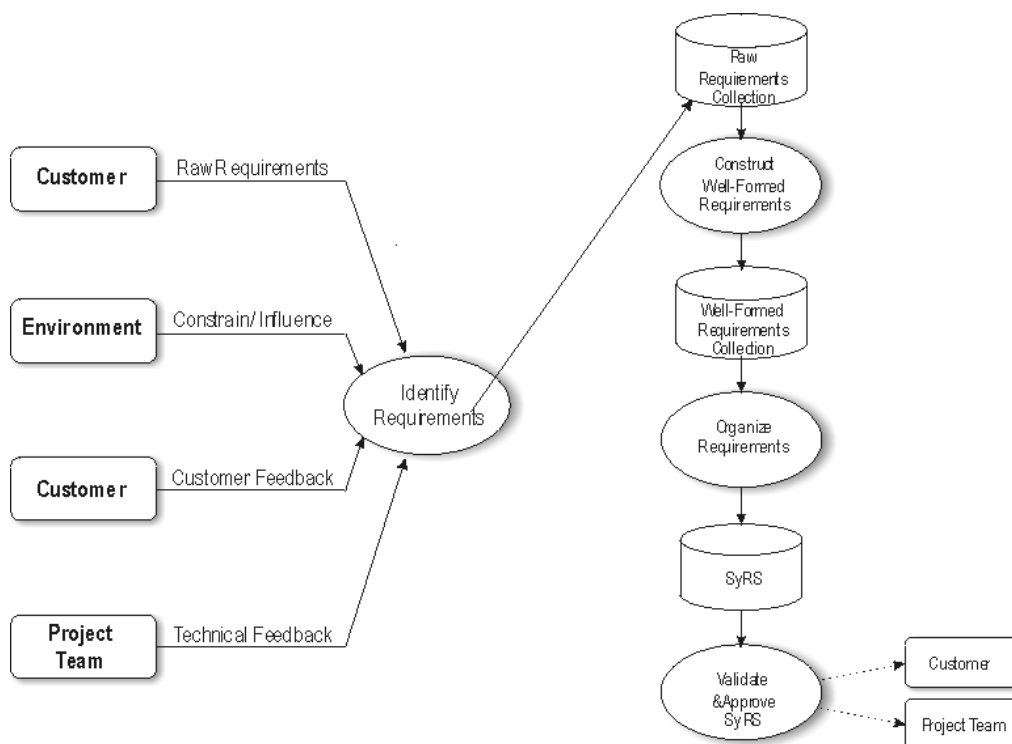 Customer
Raw Requirements
Environment
Constrain/ Influence
Customer
Customer Feedback
Project
Team
Technical Feedback
Identify
Requirements
Raw
Requirements
Collection
Construct
Well-Formed
Requirements
Well-Formed
Requirements
Collection
Organize
Requirements
SyRS
Validate
&Approve
SyRS
Customer
Project Team